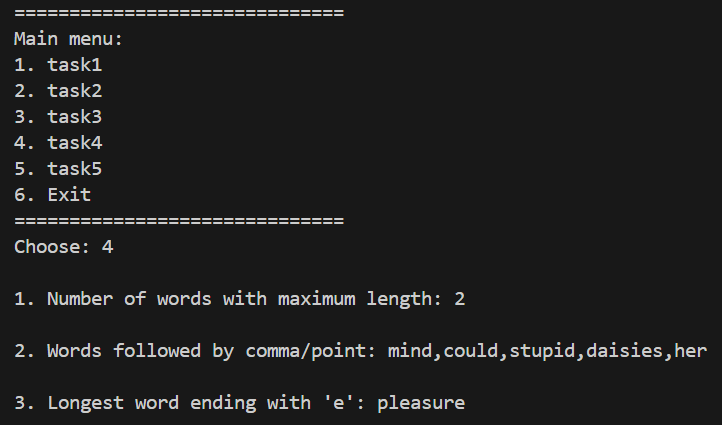 ==============================
Main menu:
1. task1
2. task2
3. task3
4. task4
5. task5
6. Exit
==============================
Choose: 4
1. Number of words with maximum length: 2
2. Words followed by comma/point: mind,could,stupid,daisies,her
3. Longest word ending with 'e': pleasure